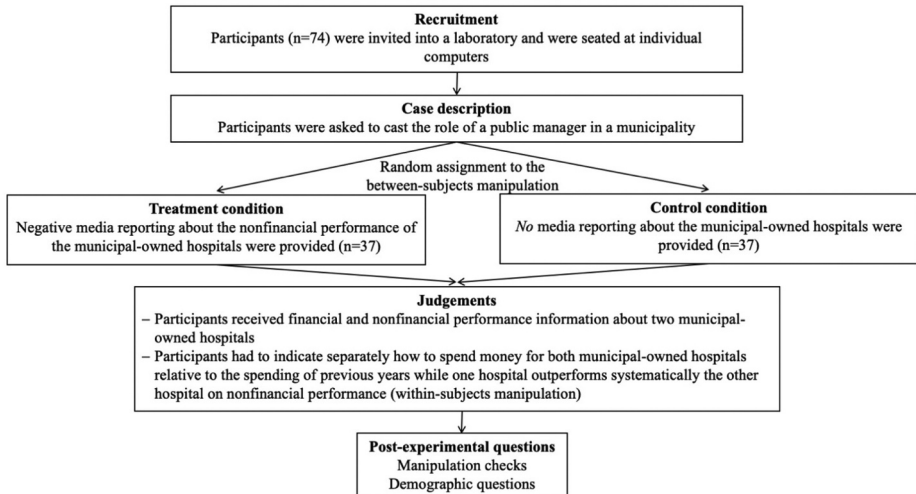 Recruitment
Participants (n=74) were invited into a laboratory and were seated at individual
computers
Case description
Participants were asked to cast the role of a public manager in a municipality
Random assignment to the
between-subjects manipulation
Treatment condition
Negative media reporting about the nonfinancial performance of
the municipal-owned hospitals were provided (n=37)
Control condition
No media reporting about the municipal-owned hospitals were
provided (n=37)
Judgements
– Participants received financial and nonfinancial performance information about two municipal-
owned hospitals
– Participants had to indicate separately how to spend money for both municipal-owned hospitals
relative to the spending of previous years while one hospital outperforms systematically the other
hospital on nonfinancial performance (within-subjects manipulation)
Post-experimental questions
Manipulation checks
Demographic questions